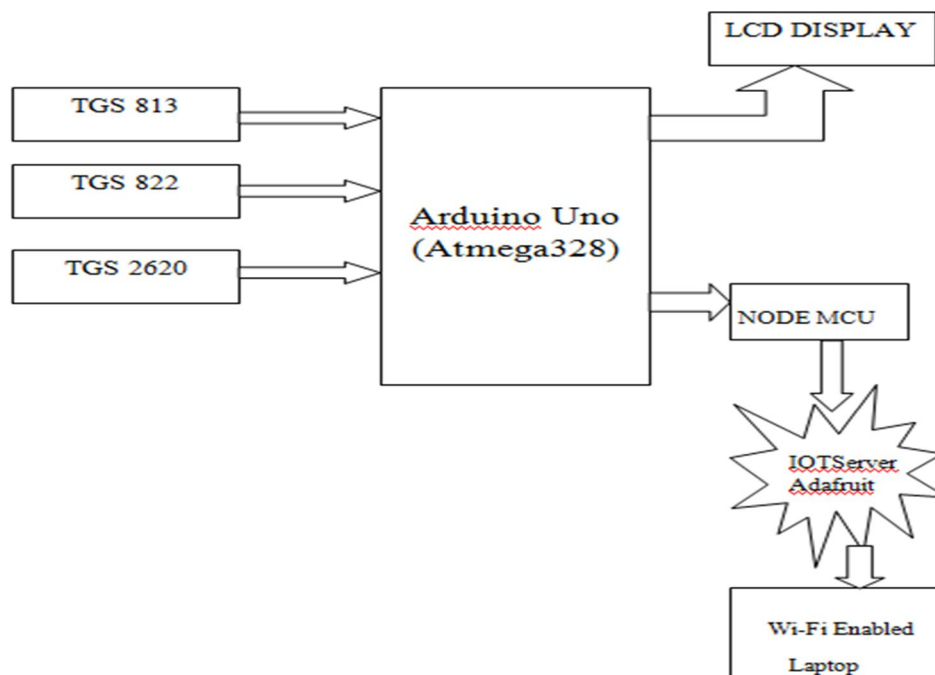 LCD DISPLAY
TGS 813
TGS 822
TGS 2620
Arduino Uno
(Atmega328)
NODE MCU
IOTServer
Adafruit
Wi-Fi Enabled
Laptop